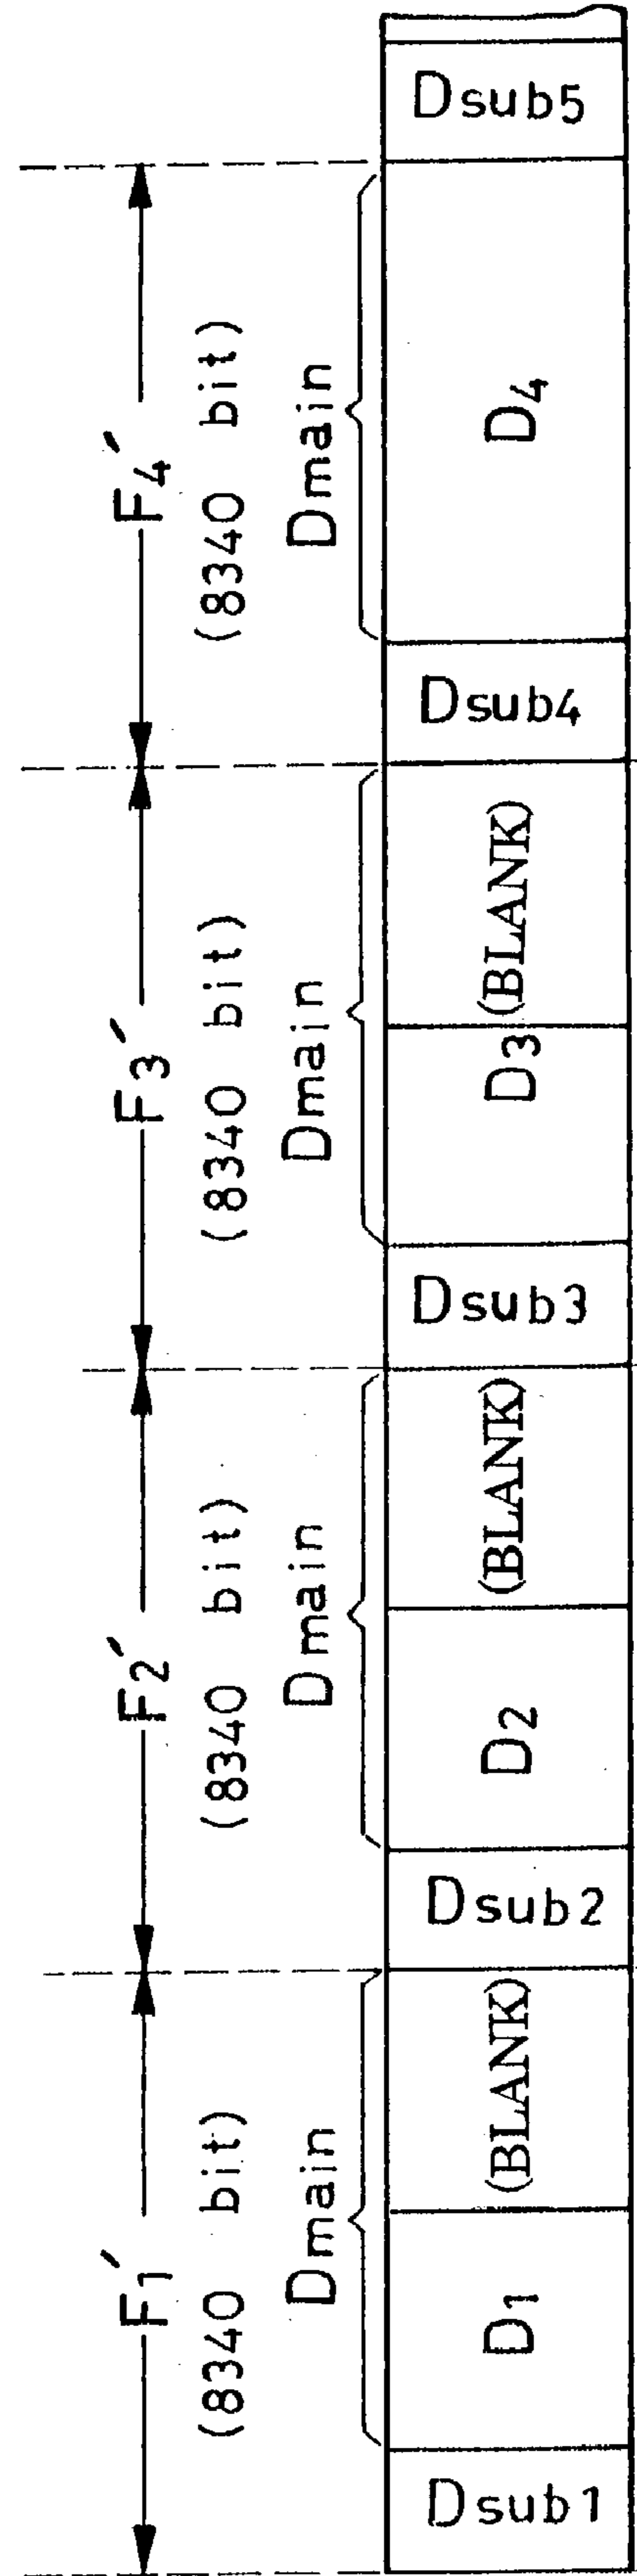 F1′ F2′ F3′ F4′
(8340 bit) (8340 bit) (8340 bit) (8340 bit)
Dmain Dmain Dmain Dmain
Dsub1 D1 (BLANK) Dsub2 D2 (BLANK) Dsub3 D3 (BLANK) Dsub4 D4 Dsub5